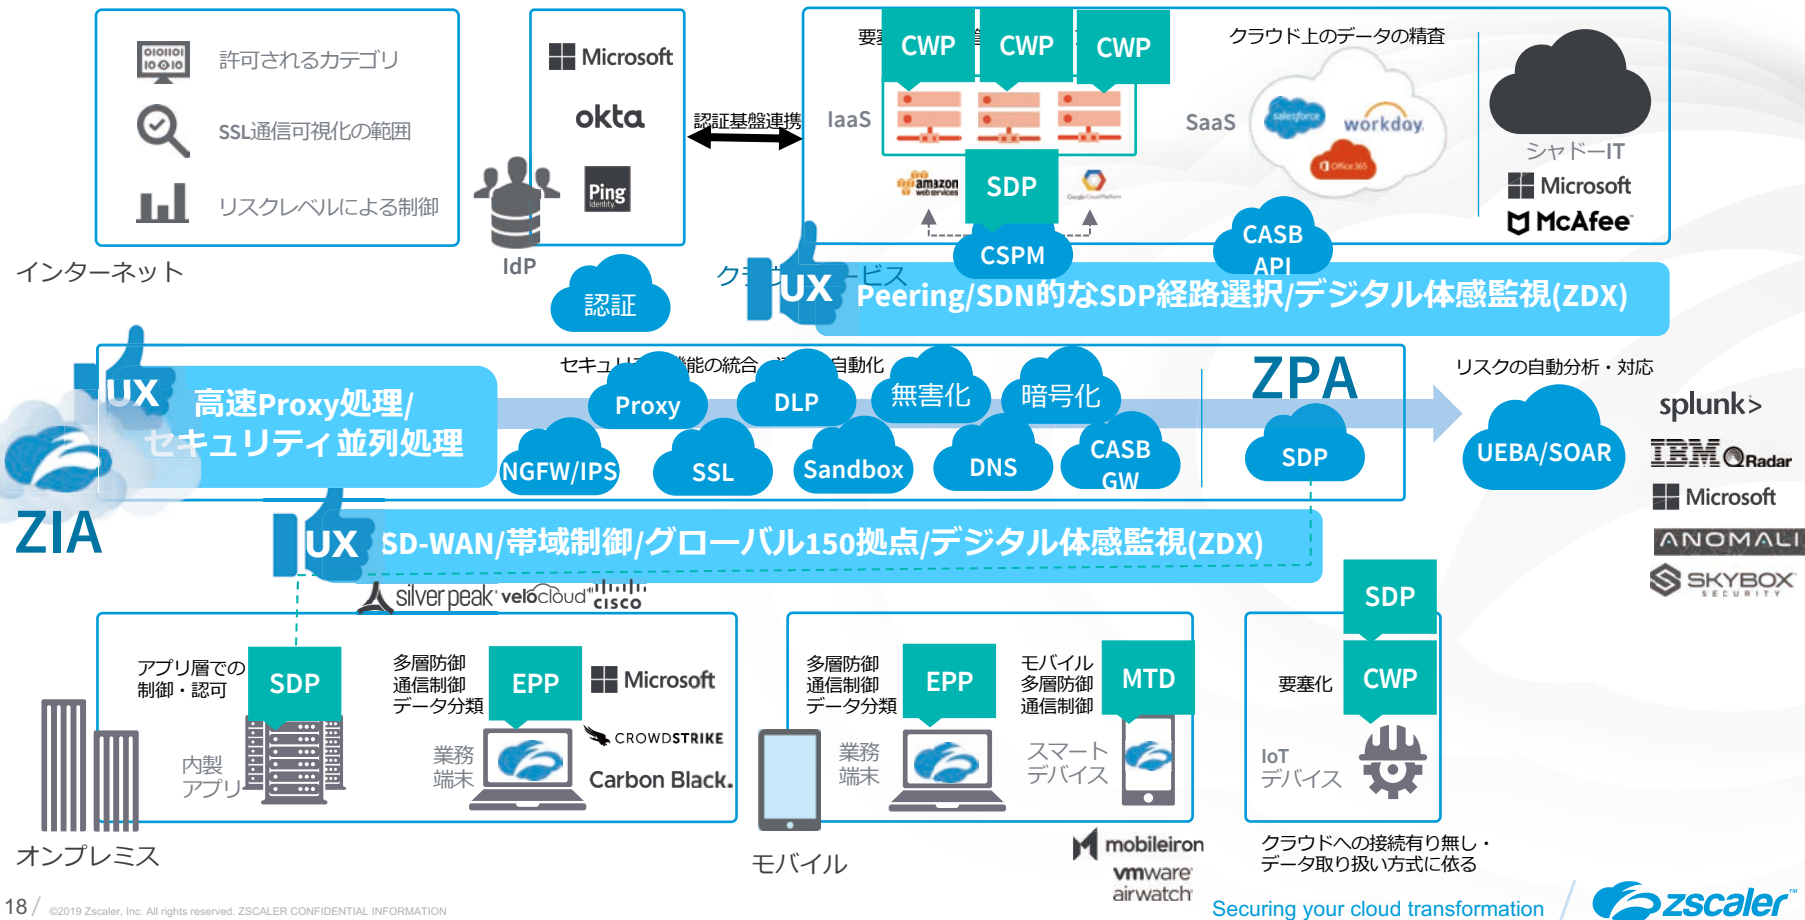 許可されるカテゴリ
SSL通信可視化の範囲
リスクレベルによる制御
インターネット
Microsoft
okta
Ping
Identity
IdP
認証
認証基盤連携
CWP
CWP
CWP
IaaS
amazon
web services
SDP
Google Cloud Platform
CSPM
クラウド上のデータの精査
SaaS
salesforce
workday
Office 365
CASB
API
シャドーIT
Microsoft
McAfee
UX
Peering/SDN的なSDP経路選択/デジタル体感監視(ZDX)
UX
高速Proxy処理/
セキュリティ並列処理
ZIA
Proxy
DLP
無害化
暗号化
NGFW/IPS
SSL
Sandbox
DNS
CASB
GW
ZPA
SDP
リスクの自動分析・対応
UEBA/SOAR
splunk>
IBM QRadar
Microsoft
ANOMALI
SKYBOX
SECURITY
UX
SD-WAN/帯域制御/グローバル150拠点/デジタル体感監視(ZDX)
silver peak
velocloud
CISCO
アプリ層での
制御・認可
SDP
内製
アプリ
多層防御
通信制御
データ分類
EPP
業務
端末
Microsoft
CROWDSTRIKE
Carbon Black.
オンプレミス
多層防御
通信制御
データ分類
EPP
業務
端末
モバイル
多層防御
通信制御
MTD
スマート
デバイス
モバイル
mobileiron
vmware
airwatch
SDP
要塞化
CWP
IoT
デバイス
クラウドへの接続有り無し・
データ取り扱い方式に依る
18 / ©2019 Zscaler, Inc. All rights reserved. ZSCALER CONFIDENTIAL INFORMATION
Securing your cloud transformation
zscaler™